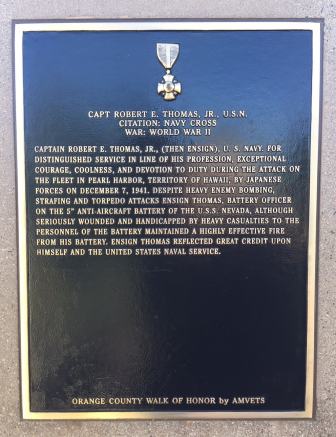 CAPT ROBERT E. THOMAS, JR., U.S.N.
CITATION: NAVY CROSS
WAR: WORLD WAR II
CAPTAIN ROBERT E. THOMAS, JR., (THEN ENSIGN), U. S. NAVY. FOR
DISTINGUISHED SERVICE IN LINE OF HIS PROFESSION, EXCEPTIONAL
COURAGE, COOLNESS, AND DEVOTION TO DUTY DURING THE ATTACK ON
THE FLEET IN PEARL HARBOR, TERRITORY OF HAWAII, BY JAPANESE
FORCES ON DECEMBER 7, 1941. DESPITE HEAVY ENEMY BOMBING,
STRAFING AND TORPEDO ATTACKS ENSIGN THOMAS, BATTERY OFFICER
ON THE 5" ANTI-AIRCRAFT BATTERY OF THE U.S.S. NEVADA, ALTHOUGH
SERIOUSLY WOUNDED AND HANDICAPPED BY HEAVY CASUALTIES TO THE
PERSONNEL OF THE BATTERY MAINTAINED A HIGHLY EFFECTIVE FIRE
FROM HIS BATTERY. ENSIGN THOMAS REFLECTED GREAT CREDIT UPON
HIMSELF AND THE UNITED STATES NAVAL SERVICE.
ORANGE COUNTY WALK OF HONOR by AMVETS